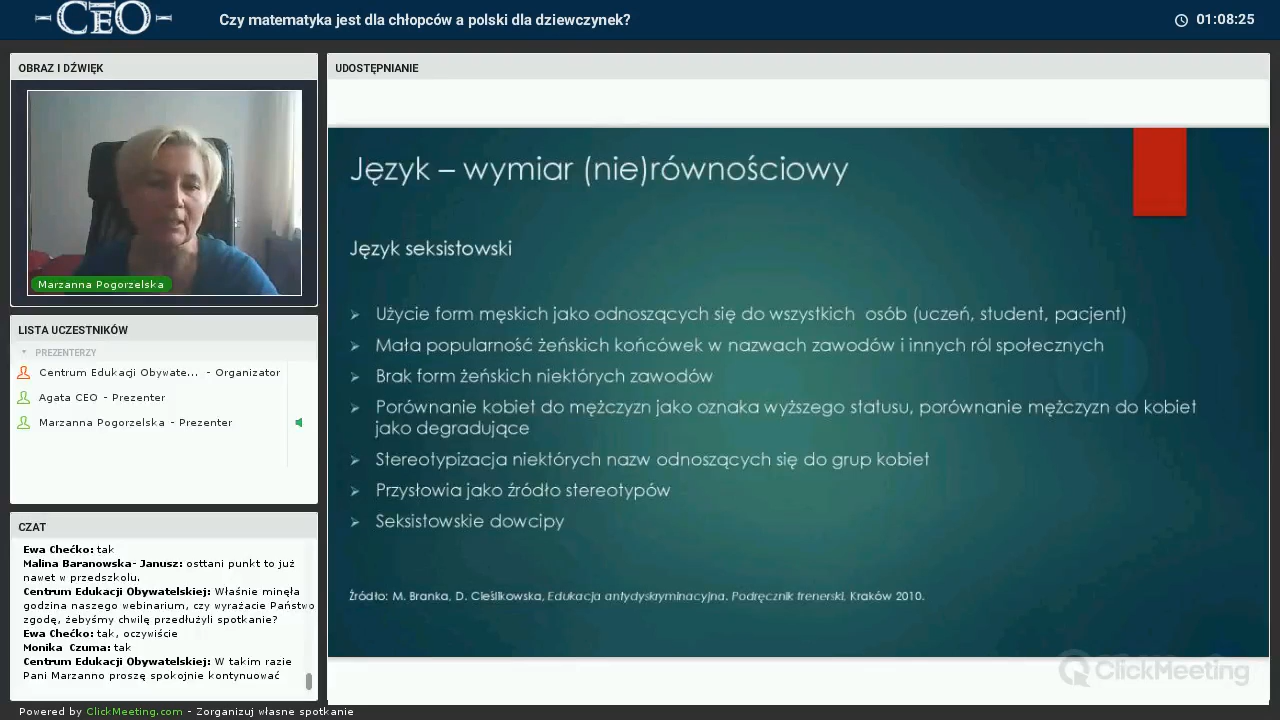 CEO
Czy matematyka jest dla chłopców a polski dla dziewczynek?
01:08:25
OBRAZ I DŹWIĘK
Marzanna Pogorzelska
LISTA UCZESTNIKÓW
PREZENTERZY
Centrum Edukacji Obywate... - Organizator
Agata CEO - Prezenter
Marzanna Pogorzelska - Prezenter
CZAT
Ewa Chećko: tak
Malina Baranowska- Janusz: osttani punkt to już
nawet w przedszkolu.
Centrum Edukacji Obywatelskiej: Właśnie minęła
godzina naszego webinarium, czy wyrażacie Państwo
zgodę, żebyśmy chwilę przedłużyli spotkanie?
Ewa Chećko: tak, oczywiście
Monika Czuma: tak
Centrum Edukacji Obywatelskiej: W takim razie
Pani Marzanno proszę spokojnie kontynuować
UDOSTĘPNIANIE
Język – wymiar (nie)równościowy
Język seksistowski
Użycie form męskich jako odnoszących się do wszystkich osób (uczeń, student, pacjent)
Mała popularność żeńskich końcówek w nazwach zawodów i innych ról społecznych
Brak form żeńskich niektórych zawodów
Porównanie kobiet do mężczyzn jako oznaka wyższego statusu, porównanie mężczyzn do kobiet
jako degradujące
Stereotypizacja niektórych nazw odnoszących się do grup kobiet
Przysłowia jako źródło stereotypów
Seksistowskie dowcipy
Źródło: M. Branka, D. Cieślikowska, Edukacja antydyskryminacyjna. Podręcznik trenerski, Kraków 2010.
ClickMeeting
Powered by ClickMeeting.com - Zorganizuj własne spotkanie